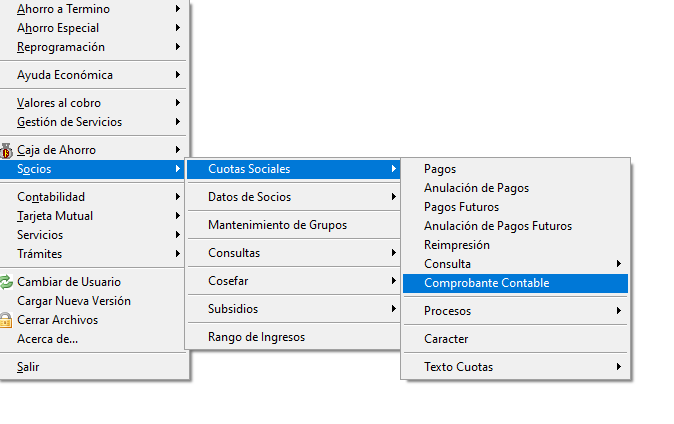 Ahorro a Termino
Ahorro Especial
Reprogramación
Ayuda Económica
Valores al cobro
Gestión de Servicios
Caja de Ahorro
Socios
Contabilidad
Tarjeta Mutual
Servicios
Trámites
Cambiar de Usuario
Cargar Nueva Versión
Cerrar Archivos
Acerca de...
Salir
Cuotas Sociales
Datos de Socios
Mantenimiento de Grupos
Consultas
Cosefar
Subsidios
Rango de Ingresos
Pagos
Anulación de Pagos
Pagos Futuros
Anulación de Pagos Futuros
Reimpresión
Consulta
Comprobante Contable
Procesos
Caracter
Texto Cuotas